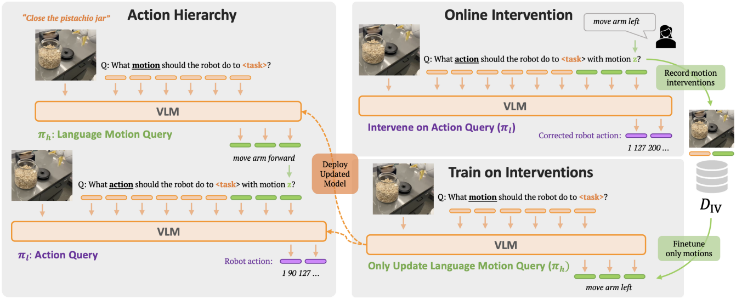 Action Hierarchy
"Close the pistachio jar"
Q: What motion should the robot do to <task>?
VLM
πh: Language Motion Query
move arm forward
Q: What action should the robot do to <task> with motion z?
VLM
πl: Action Query
Robot action:
1 90 127 ...
Deploy
Updated
Model
Online Intervention
move arm left
Q: What action should the robot do to <task> with motion z?
VLM
Intervene on Action Query (πl)
Corrected robot action:
1 127 200 ...
Record motion
interventions
DIV
Train on Interventions
Q: What motion should the robot do to <task>?
VLM
Only Update Language Motion Query (πh)
move arm left
Finetune
only motions